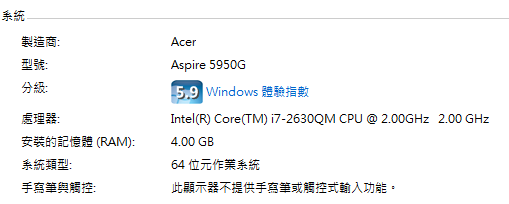 系統
製造商: Acer
型號: Aspire 5950G
分級: 5.9 Windows 體驗指數
處理器: Intel(R) Core(TM) i7-2630QM CPU @ 2.00GHz 2.00 GHz
安裝的記憶體 (RAM): 4.00 GB
系統類型: 64 位元作業系統
手寫筆與觸控: 此顯示器不提供手寫筆或觸控式輸入功能。